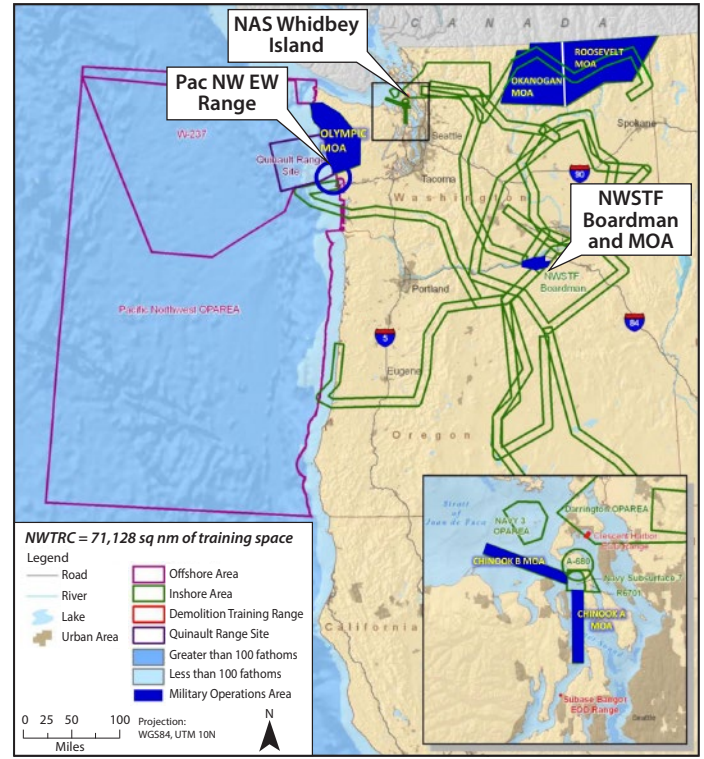 CANADA
NAS Whidbey
Island
Pac NW EW
Range
ROOSEVELT
MOA
OKANOGAN
MOA
W-237
OLYMPIC
MOA
Quinault Range
Site
Seattle
Spokane
Tacoma
90
Washington
NWSTF
Boardman
and MOA
NWSTF
Boardman
Portland
Pacific Northwest OPAREA
84
5
Eugene
Oregon
California
Strait
of
Juan de Fuca
NAVY 3
OPAREA
Darrington OPAREA
Crescent Harbor
CHINOOK B MOA
A-680
Navy Subsurface
R6701
CHINOOK A
MOA
Subase Bangor
EOD Range
Seattle
NWTRC = 71,128 sq nm of training space
Legend
Road
River
Lake
Urban Area
Offshore Area
Inshore Area
Demolition Training Range
Quinault Range Site
Greater than 100 fathoms
Less than 100 fathoms
Military Operations Area
0 25 50 100
Miles
Projection:
WGS84, UTM 10N
N